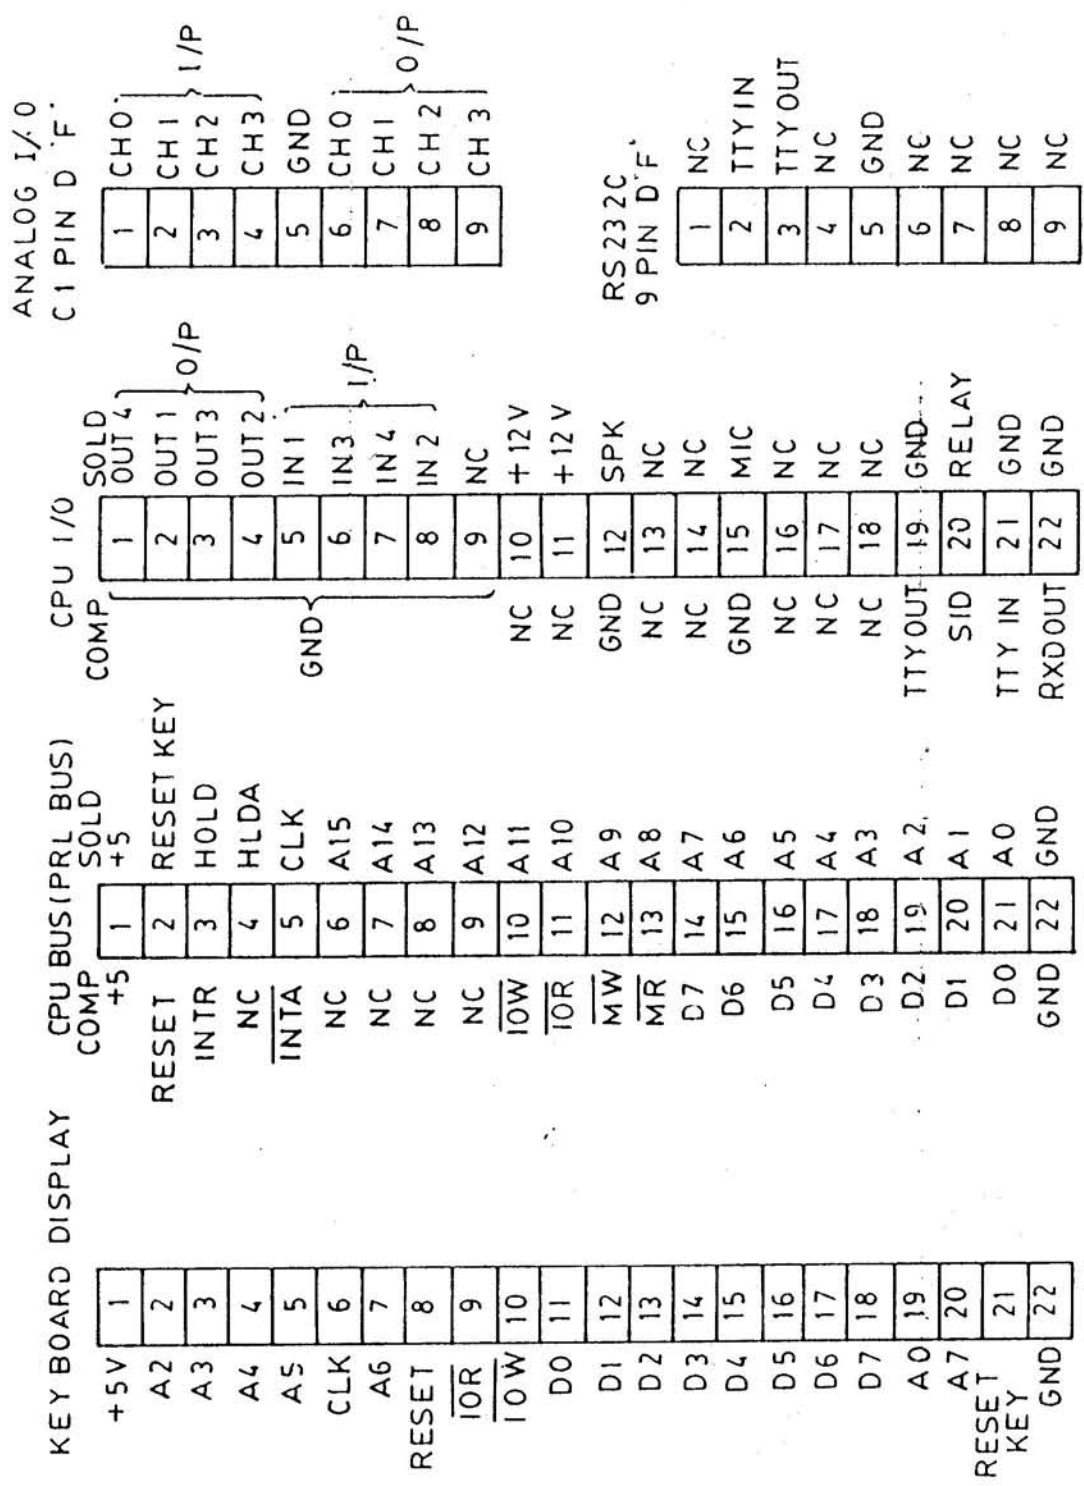 KEY BOARD DISPLAY
+5V 1
A2 2
A3 3
A4 4
A5 5
CLK 6
A6 7
RESET 8
IOR 9
IOW 10
D0 11
D1 12
D2 13
D3 14
D4 15
D5 16
D6 17
D7 18
A0 19
A7 20
RESET KEY 21
GND 22
CPU BUS(PRL BUS)
COMP SOLD
+5 1 +5
RESET 2 RESET KEY
INTR 3 HOLD
NC 4 HLDA
INTA 5 CLK
NC 6 A15
NC 7 A14
NC 8 A13
NC 9 A12
IOW 10 A11
IOR 11 A10
MW 12 A9
MR 13 A8
D7 14 A7
D6 15 A6
D5 16 A5
D4 17 A4
D3 18 A3
D2 19 A2
D1 20 A1
D0 21 A0
GND 22 GND
CPU I/O
COMP SOLD
1 OUT 4
2 OUT 1
3 OUT 3
4 OUT 2
O/P
5 IN 1
6 IN3
7 IN 4
8 IN 2
I/P
9 NC
GND
NC 10 +12V
NC 11 +12V
GND 12 SPK
NC 13 NC
NC 14 NC
GND 15 MIC
NC 16 NC
NC 17 NC
NC 18 NC
TTYOUT 19 GND
SID 20 RELAY
TTY IN 21 GND
RXDOUT 22 GND
ANALOG I/O
C1 PIN D 'F'
1 CH0
2 CH1
3 CH2
4 CH3
I/P
5 GND
6 CH0
7 CH1
8 CH2
9 CH3
O/P
RS232C
9 PIN D 'F'
1 NC
2 TTYIN
3 TTYOUT
4 NC
5 GND
6 NC
7 NC
8 NC
9 NC